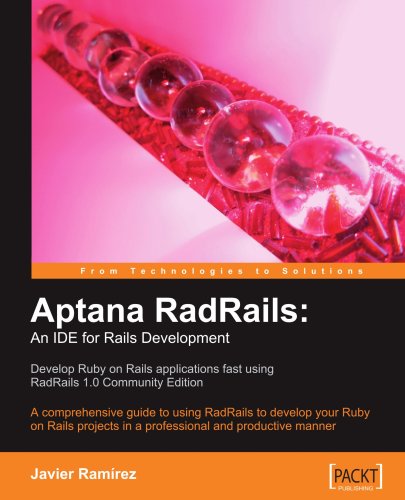 From Technologies to Solutions
Aptana RadRails:
An IDE for Rails Development
Develop Ruby on Rails applications fast using
RadRails 1.0 Community Edition
A comprehensive guide to using RadRails to develop your Ruby
on Rails projects in a professional and productive manner
Javier Ramírez
[PACKT]
PUBLISHING